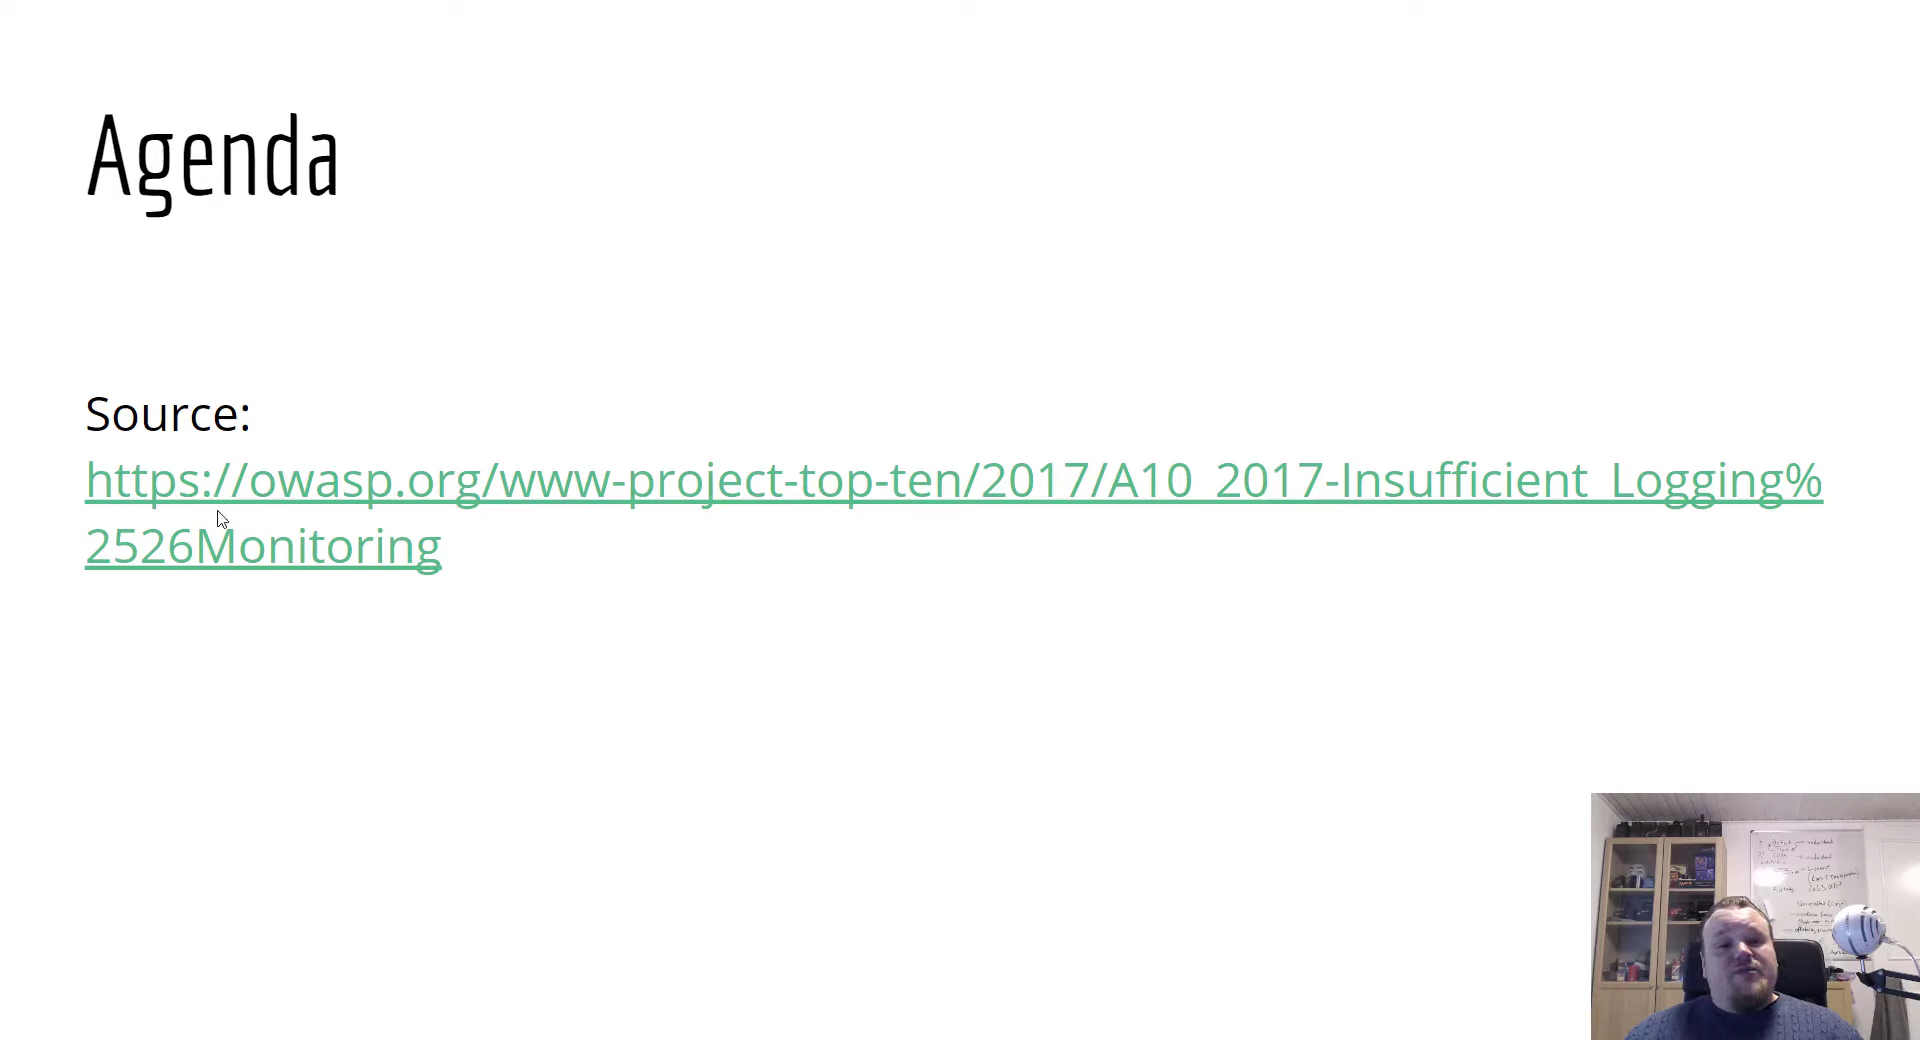 Agenda
Source:
https://owasp.org/www-project-top-ten/2017/A10_2017-Insufficient_Logging%
2526Monitoring